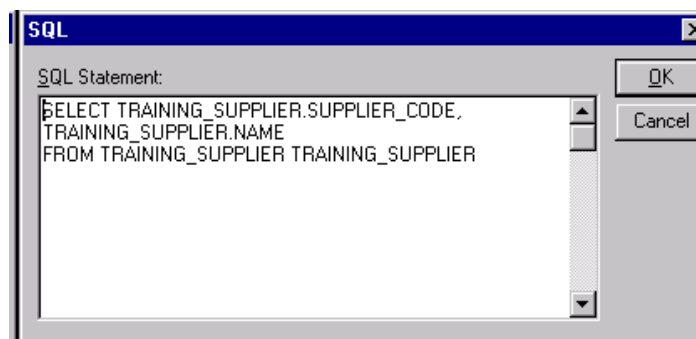 SQL
SQL Statement:
SELECT TRAINING_SUPPLIER.SUPPLIER_CODE,
TRAINING_SUPPLIER.NAME
FROM TRAINING_SUPPLIER TRAINING_SUPPLIER
OK
Cancel